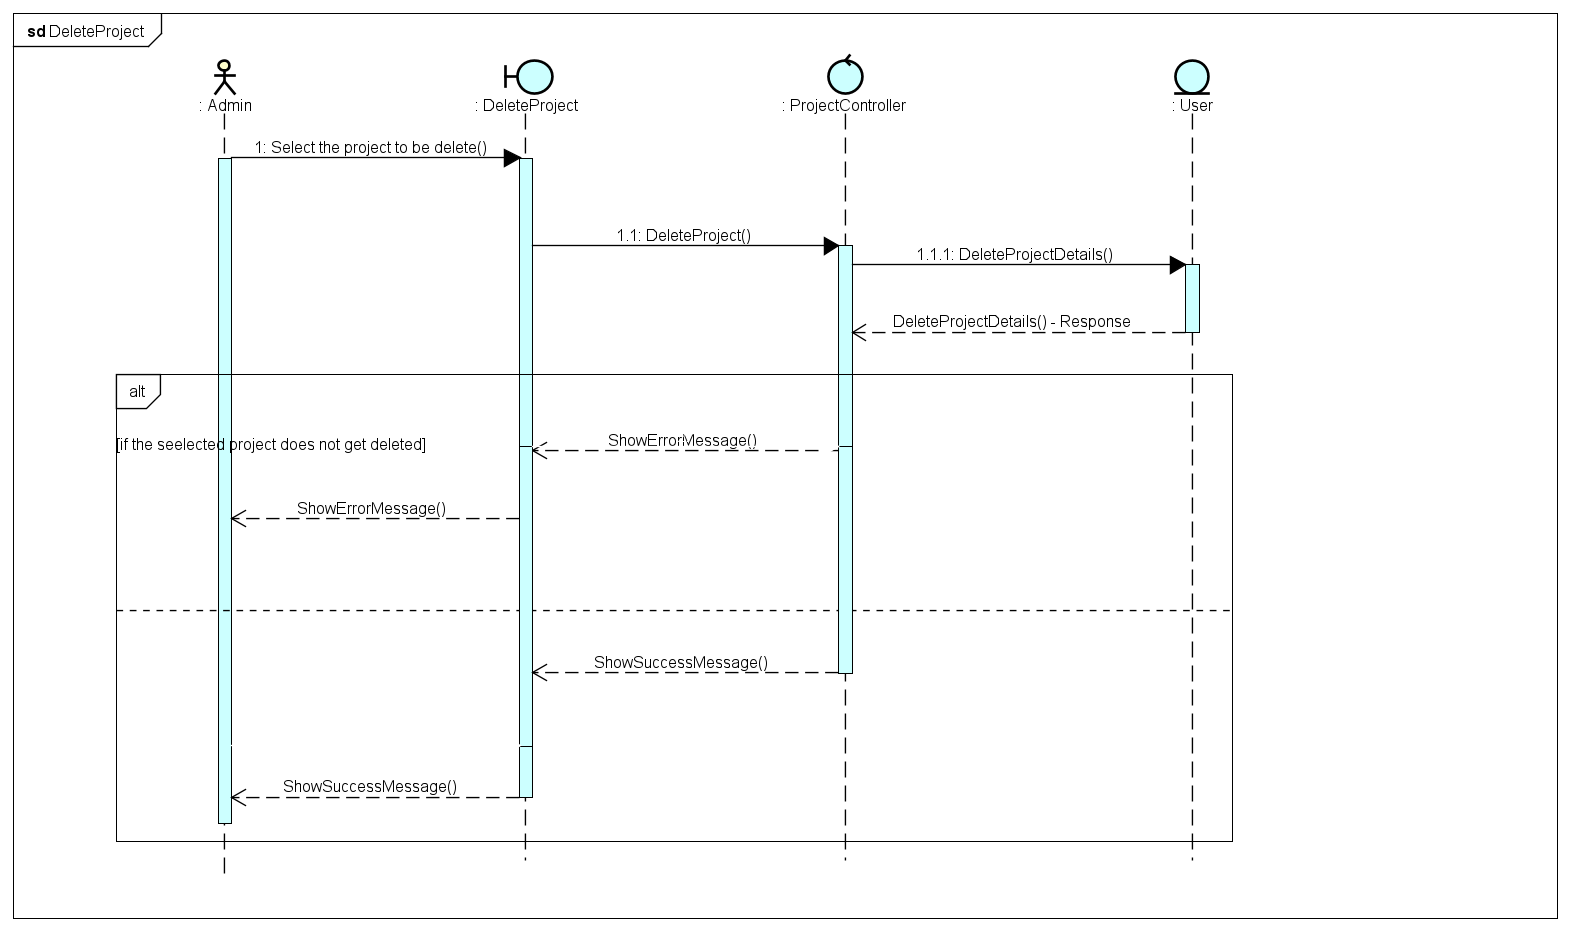 sd DeleteProject
: Admin
: DeleteProject
: ProjectController
: User
1: Select the project to be delete()
1.1: DeleteProject()
1.1.1: DeleteProjectDetails()
DeleteProjectDetails() - Response
alt
[if the seelected project does not get deleted]
ShowErrorMessage()
ShowErrorMessage()
ShowSuccessMessage()
ShowSuccessMessage()